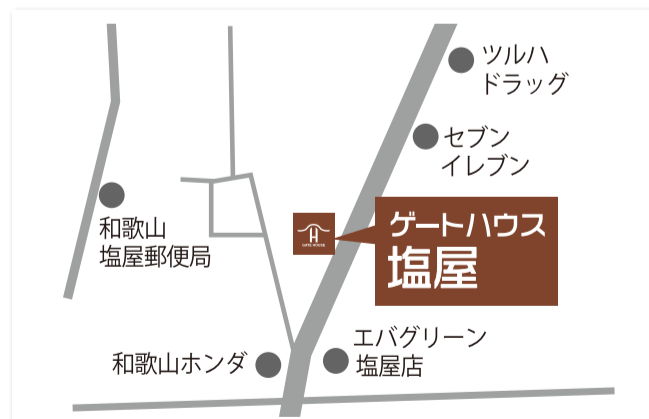 ツルハ
ドラッグ
セブン
イレブン
和歌山
塩屋郵便局
H
GATE HOUSE
ゲートハウス
塩屋
エバグリーン
塩屋店
和歌山ホンダ